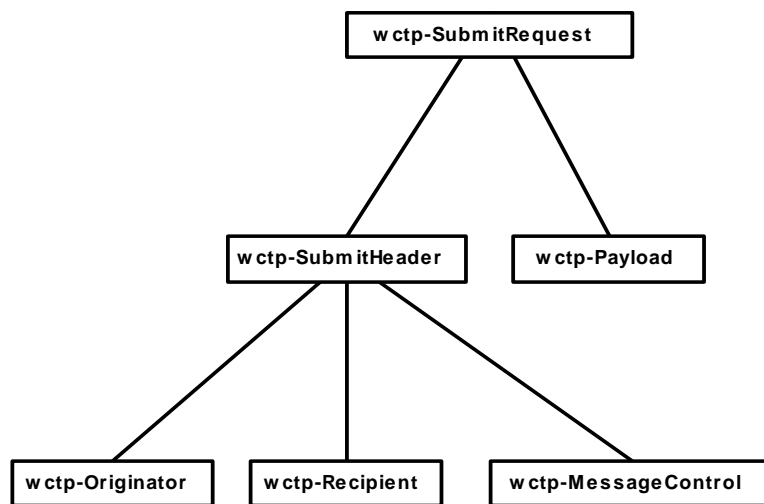 wctp-SubmitRequest
wctp-SubmitHeader
wctp-Payload
wctp-Originator
wctp-Recipient
wctp-MessageControl